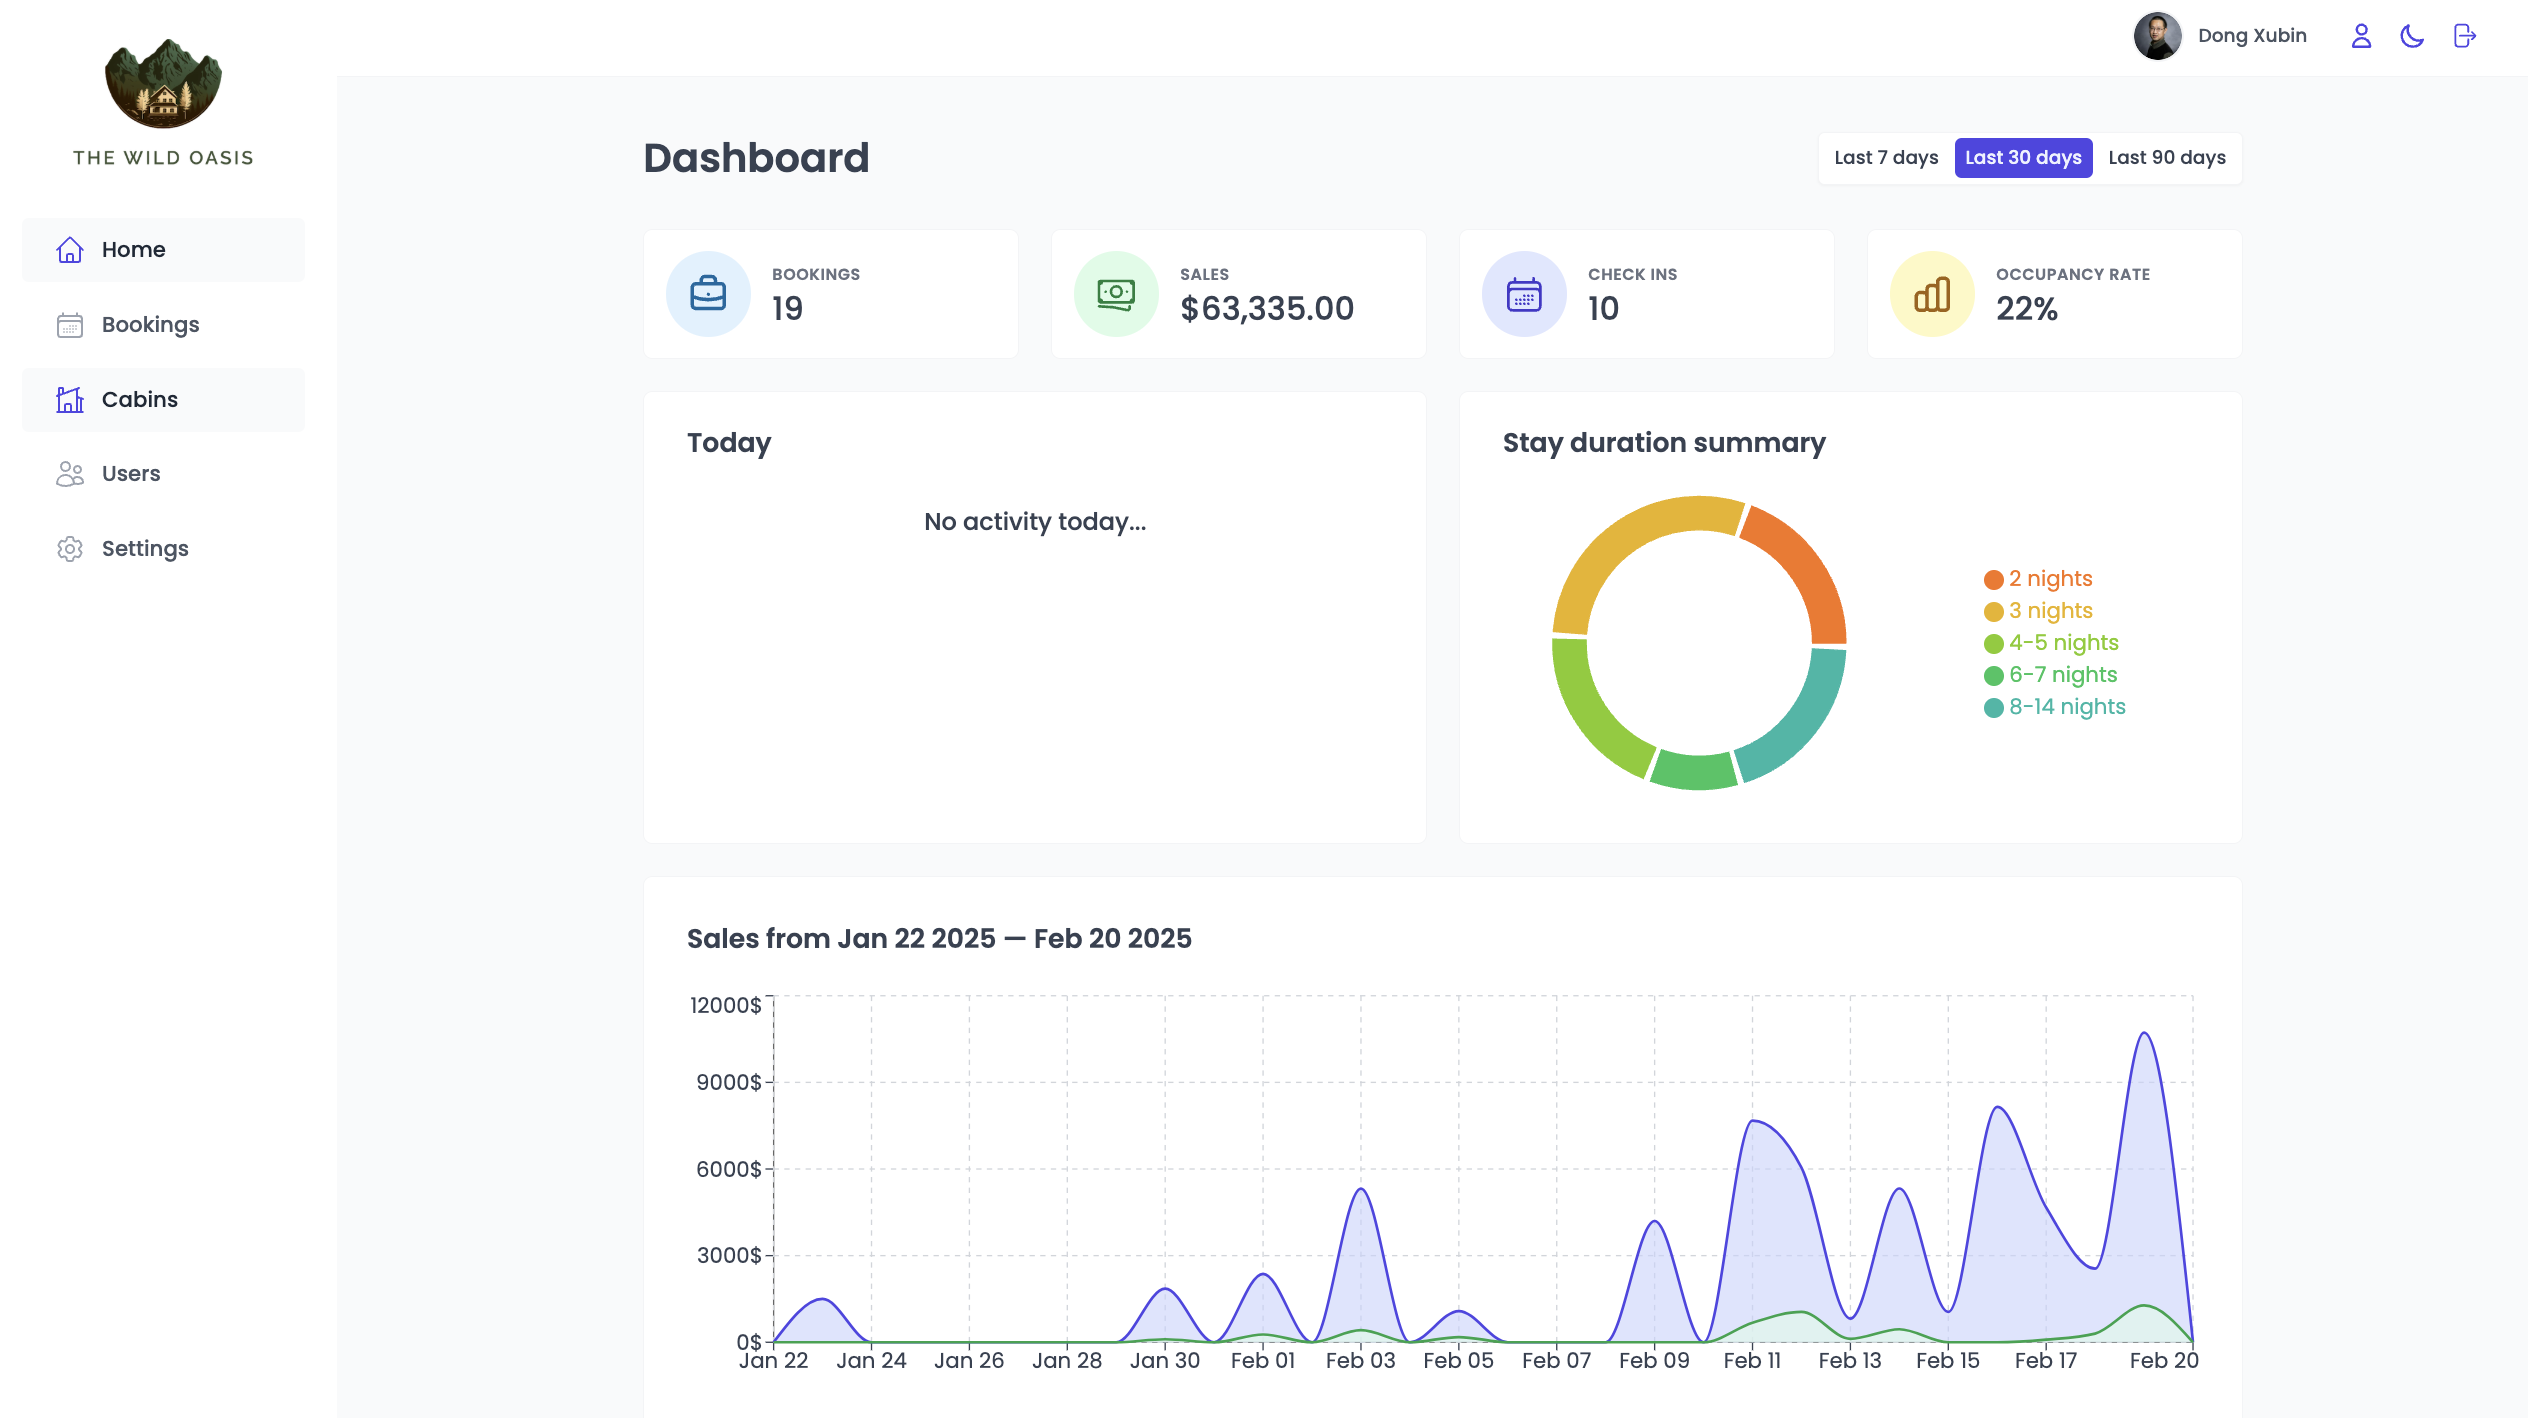 THE WILD OASIS
Home
Bookings
Cabins
Users
Settings
Dong Xubin
Dashboard
Last 7 days
Last 30 days
Last 90 days
BOOKINGS
19
SALES
$63,335.00
CHECK INS
10
OCCUPANCY RATE
22%
Today
No activity today...
Stay duration summary
2 nights
3 nights
4-5 nights
6-7 nights
8-14 nights
Sales from Jan 22 2025 — Feb 20 2025
12000$
9000$
6000$
3000$
0$
Jan 22 Jan 24 Jan 26 Jan 28 Jan 30 Feb 01 Feb 03 Feb 05 Feb 07 Feb 09 Feb 11 Feb 13 Feb 15 Feb 17 Feb 20